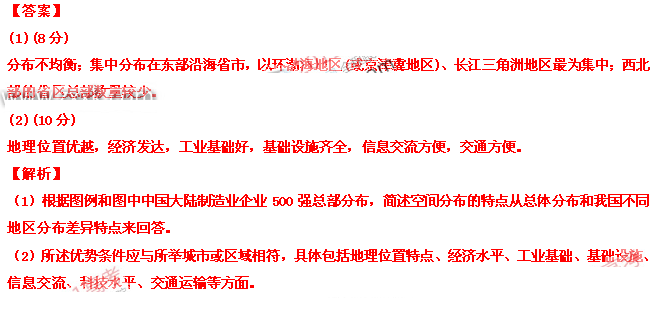 【答案】
(1)(8分)
分布不均衡；集中分布在东部沿海省市，以环渤海地区(或京津冀地区)、长江三角洲地区最为集中；西北
部的省区总部数量较少。
(2)(10分)
地理位置优越，经济发达，工业基础好，基础设施齐全，信息交流方便，交通方便。
【解析】
（1）根据图例和图中中国大陆制造业企业500强总部分布，简述空间分布的特点从总体分布和我国不同
地区分布差异特点来回答。
（2）所述优势条件应与所举城市或区域相符，具体包括地理位置特点、经济水平、工业基础、基础设施、
信息交流、科技水平、交通运输等方面。